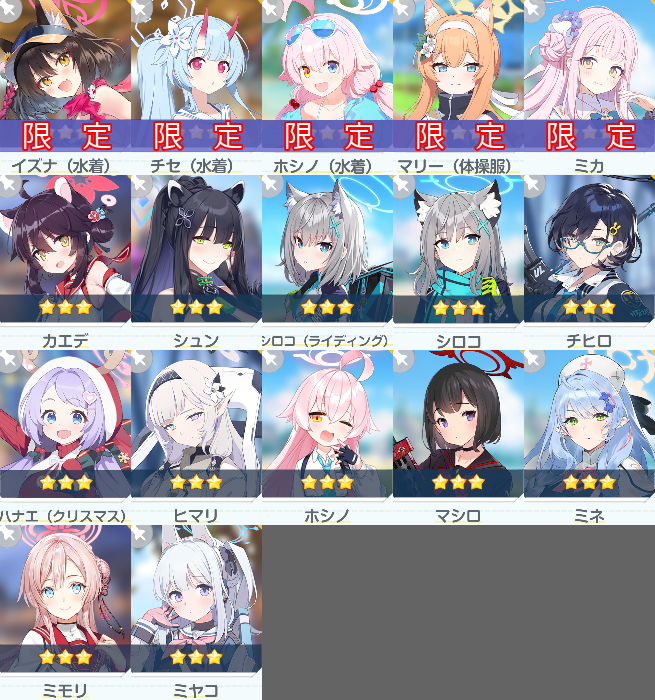 限 定
限 定
限 定
限 定
限 定
イズナ（水着）
チセ（水着）
ホシノ（水着）
マリー（体操服）
ミカ
カエデ
シュン
シロコ（ライディング）
シロコ
チヒロ
ハナエ（クリスマス）
ヒマリ
ホシノ
マシロ
ミネ
ミモリ
ミヤコ